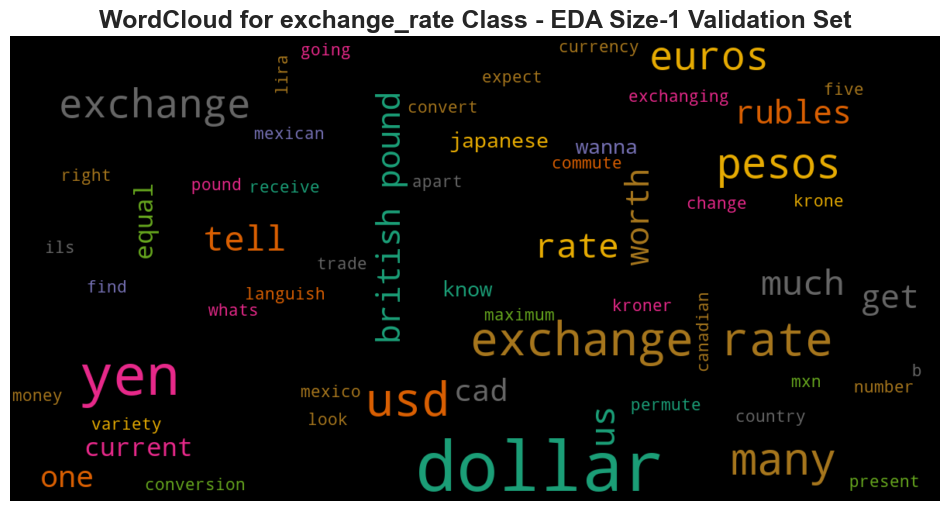 WordCloud for exchange_rate Class - EDA Size-1 Validation Set
going
currency
euros
lira
expect
exchange
convert
exchanging
five
rubles
mexican
british pound
japanese
wanna
commute
pesos
right
pound
receive
apart
worth
change
krone
equal
tell
rate
ils
trade
find
languish
know
much
get
whats
maximum
kroner
exchange rate
canadian
yen
usd
cad
mxn
b
number
money
mexico
look
permute
country
variety
us
current
dollar
many
one
conversion
present